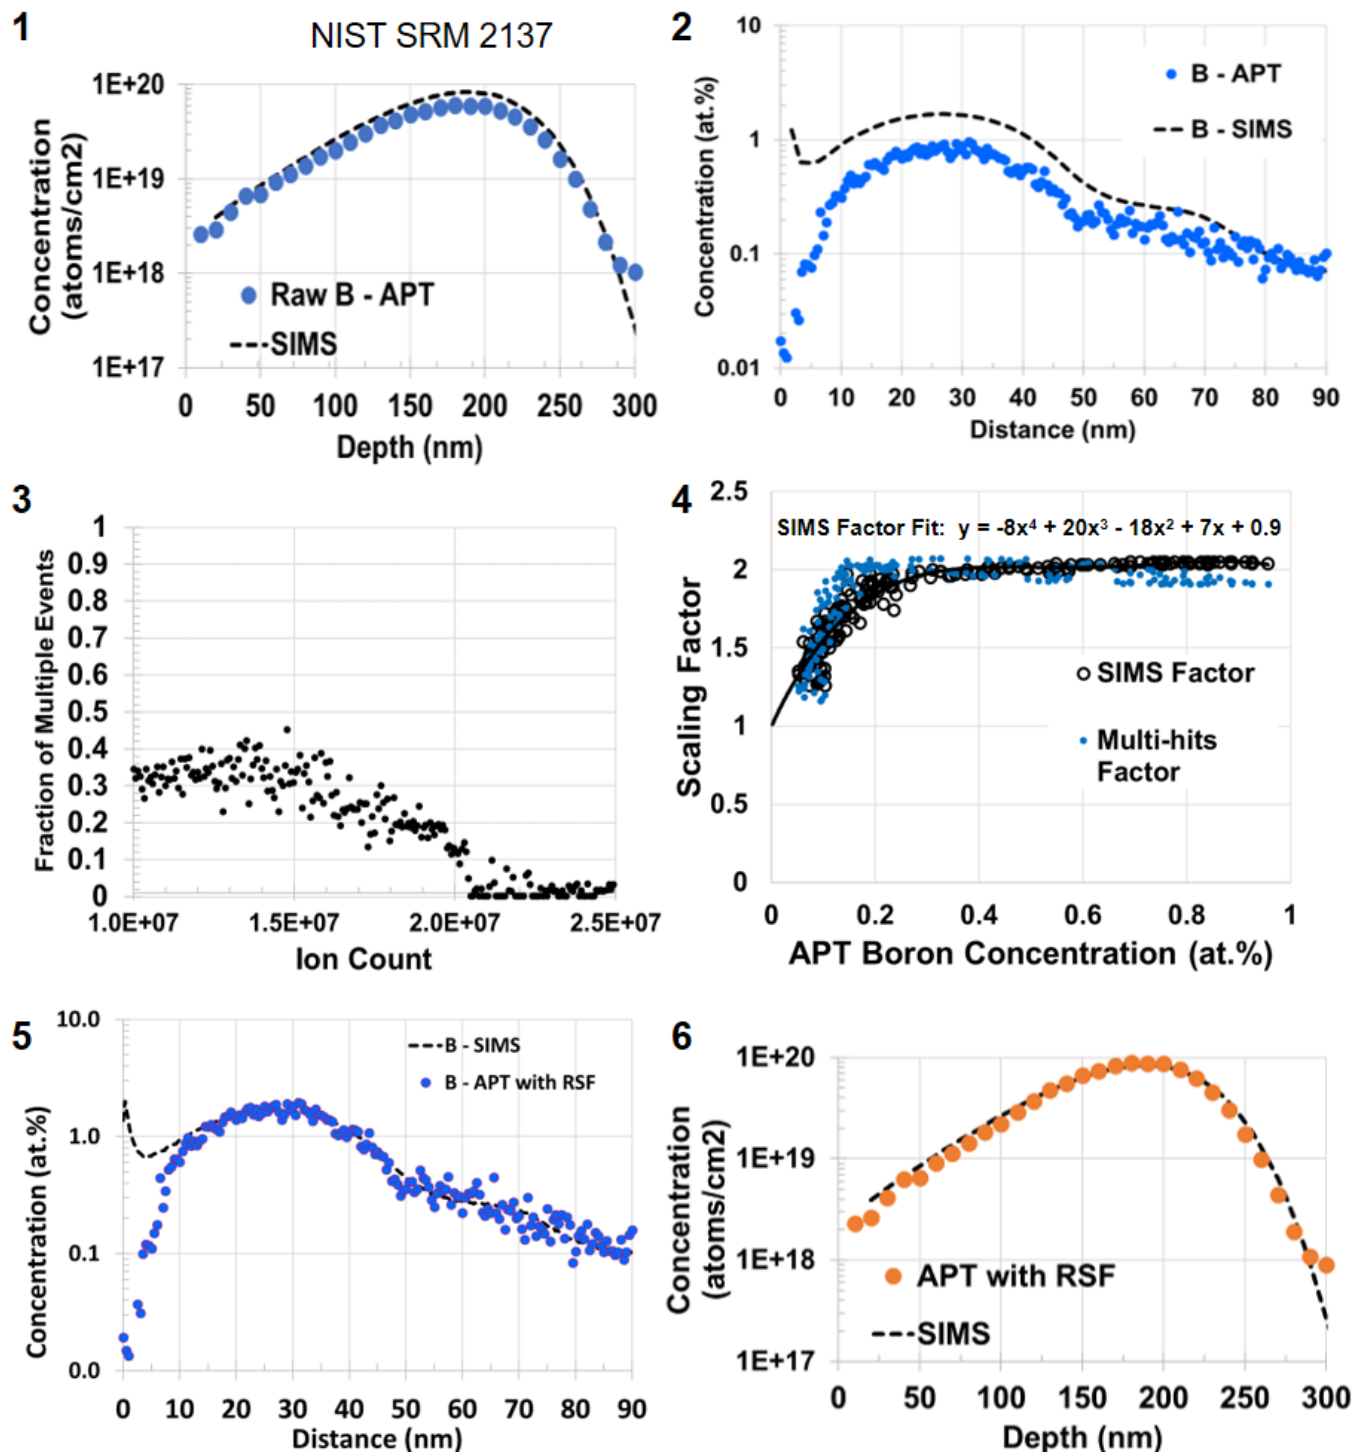 1
NIST SRM 2137
1E+20
1E+19
1E+18
1E+17
Concentration
(atoms/cm2)
Raw B - APT
SIMS
0 50 100 150 200 250 300
Depth (nm)
2
10
1
0.1
0.01
Concentration (at.%)
B - APT
B - SIMS
0 10 20 30 40 50 60 70 80 90
Distance (nm)
3
1
0.9
0.8
0.7
0.6
0.5
0.4
0.3
0.2
0.1
0
Fraction of Multiple Events
1.0E+07 1.5E+07 2.0E+07 2.5E+07
Ion Count
4
2.5
2
1.5
1
0.5
0
Scaling Factor
SIMS Factor Fit: y = -8x⁴ + 20x³ - 18x² + 7x + 0.9
SIMS Factor
Multi-hits
Factor
0 0.2 0.4 0.6 0.8 1
APT Boron Concentration (at.%)
5
10.0
1.0
0.1
0.0
Concentration (at.%)
B - SIMS
B - APT with RSF
0 10 20 30 40 50 60 70 80 90
Distance (nm)
6
1E+20
1E+19
1E+18
1E+17
Concentration
(atoms/cm2)
APT with RSF
SIMS
0 50 100 150 200 250 300
Depth (nm)